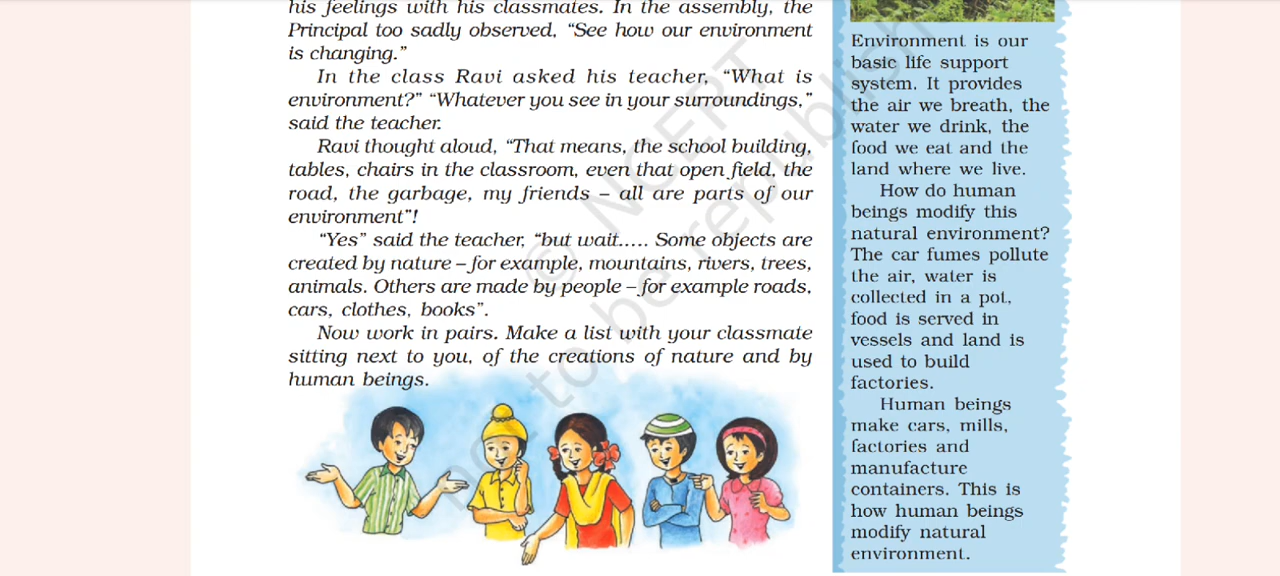 his feelings with his classmates. In the assembly, the
Principal too sadly observed, “See how our environment
is changing.”
In the class Ravi asked his teacher, “What is
environment?” “Whatever you see in your surroundings,”
said the teacher.
Ravi thought aloud, “That means, the school building,
tables, chairs in the classroom, even that open field, the
road, the garbage, my friends – all are parts of our
environment”!
“Yes” said the teacher, “but wait..... Some objects are
created by nature – for example, mountains, rivers, trees,
animals. Others are made by people – for example roads,
cars, clothes, books”.
Now work in pairs. Make a list with your classmate
sitting next to you, of the creations of nature and by
human beings.
Environment is our
basic life support
system. It provides
the air we breath, the
water we drink, the
food we eat and the
land where we live.
How do human
beings modify this
natural environment?
The car fumes pollute
the air, water is
collected in a pot,
food is served in
vessels and land is
used to build
factories.
Human beings
make cars, mills,
factories and
manufacture
containers. This is
how human beings
modify natural
environment.
© NCERT
not to be republish